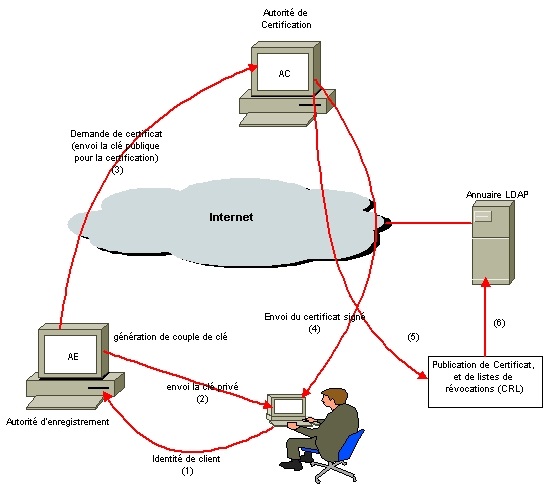 Autorité de
Certification
AC
Demande de certificat
(envoi la clé publique
pour la certification)
(3)
Annuaire LDAP
Internet
Envoi du certificat signé
(4)
(5)
(6)
génération de couple de clé
AE
Publication de Certificat,
et de listes de
révocations (CRL)
envoi la clé privé
(2)
Autorité d'enregistrement
Identité de client
(1)